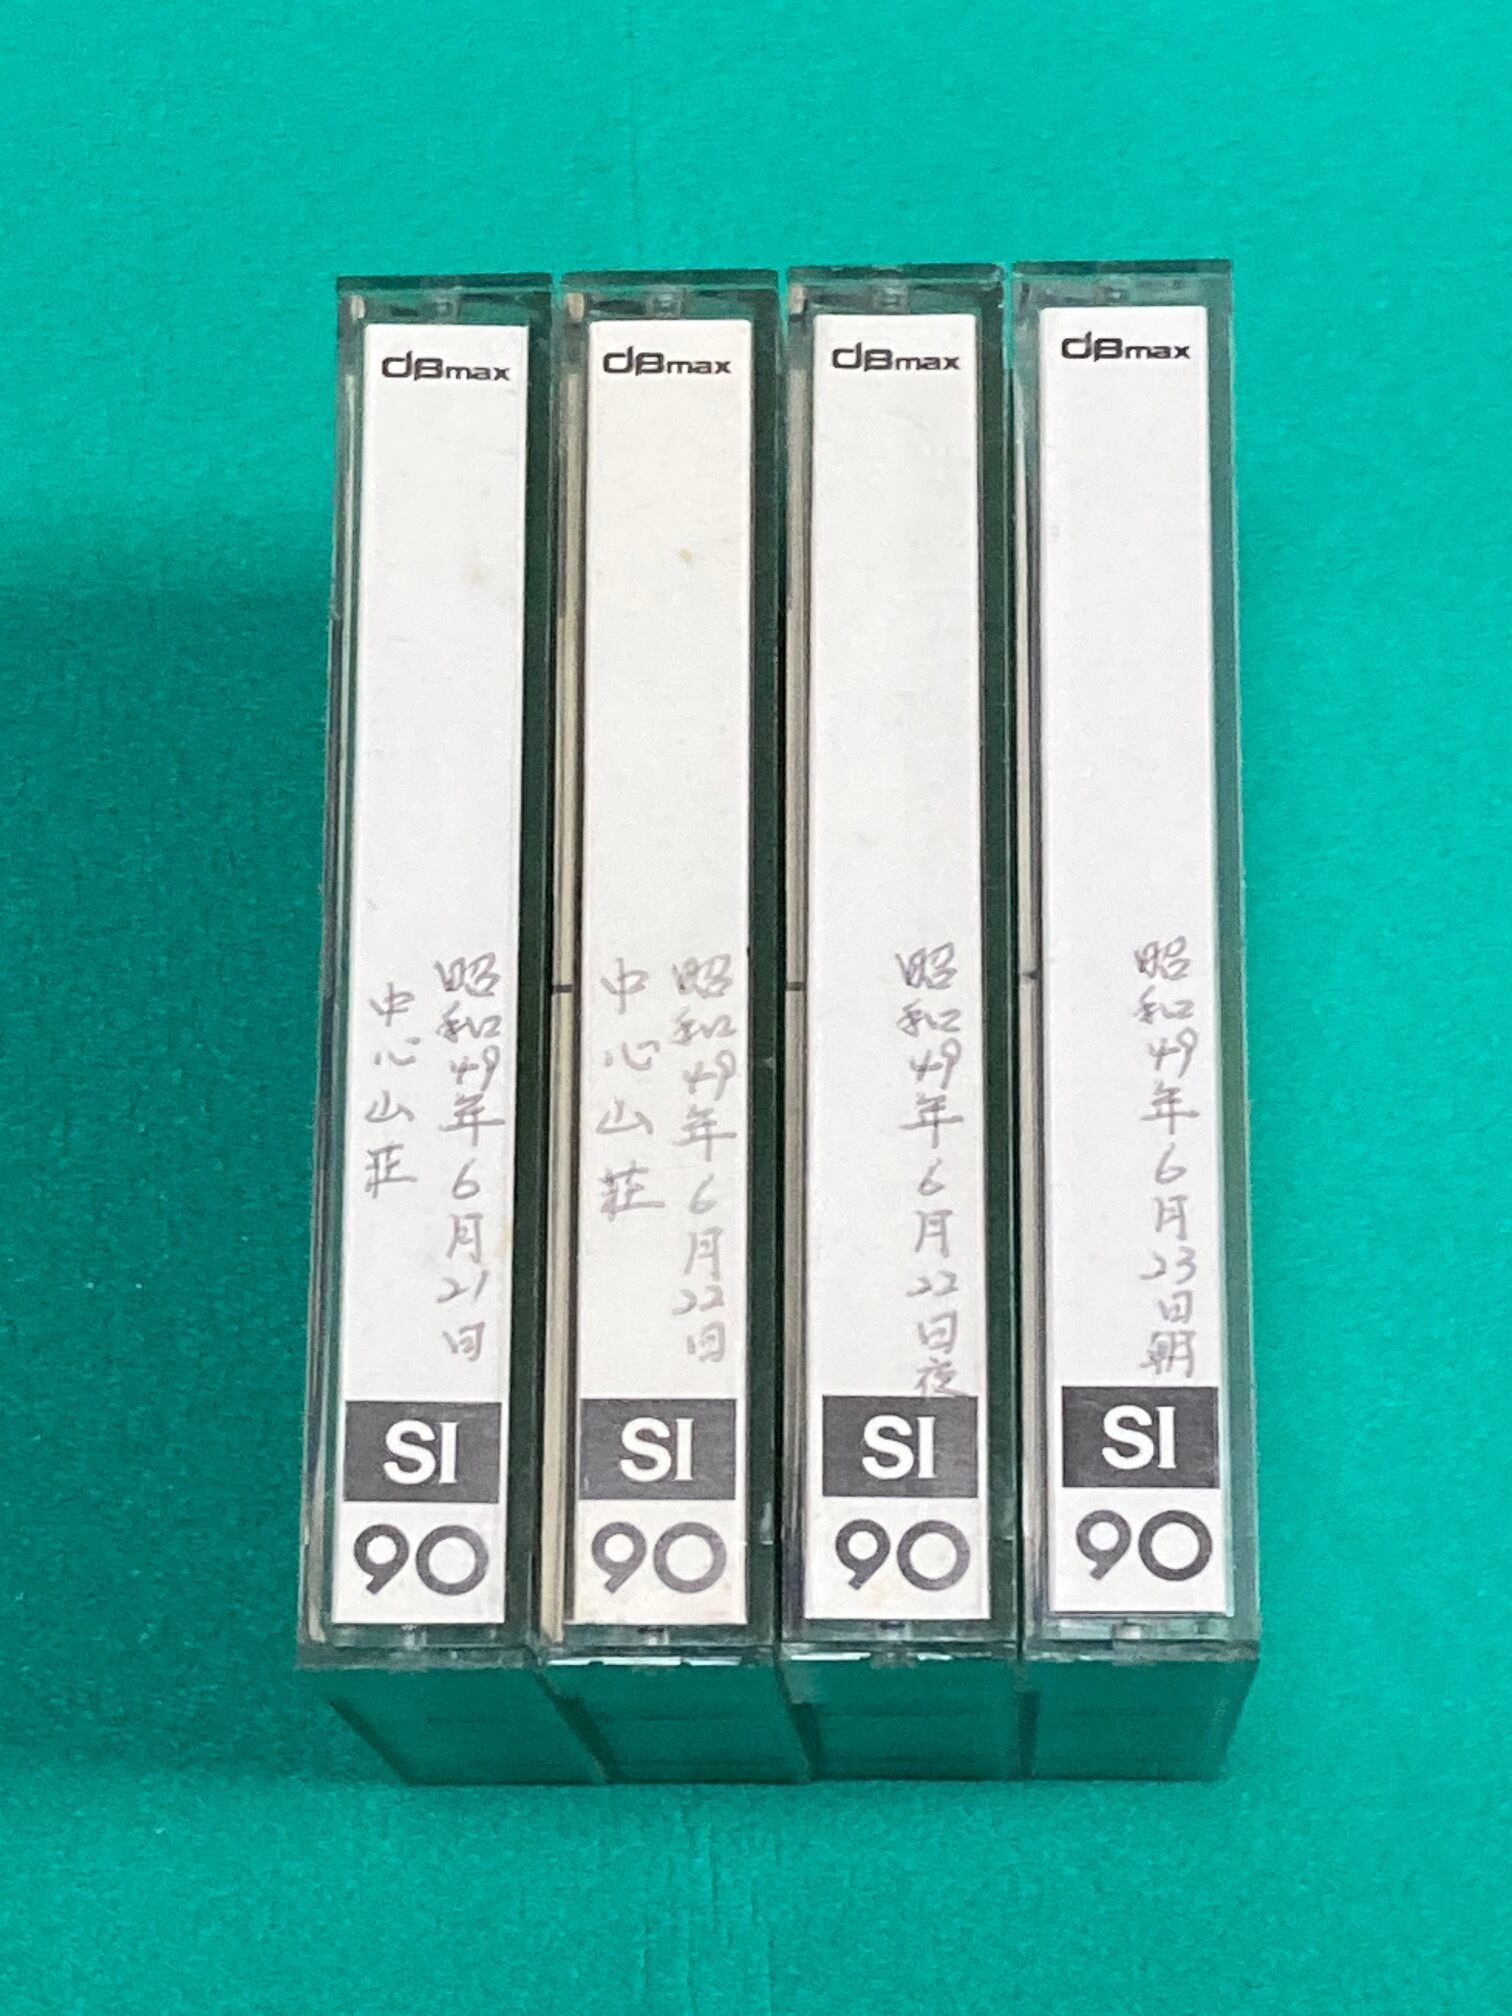 dBmax
昭和49年6月21日
中心山荘
SI
90
dBmax
昭和49年6月22日
中心山荘
SI
90
dBmax
昭和49年6月22日夜
SI
90
dBmax
昭和49年6月23日朝
SI
90